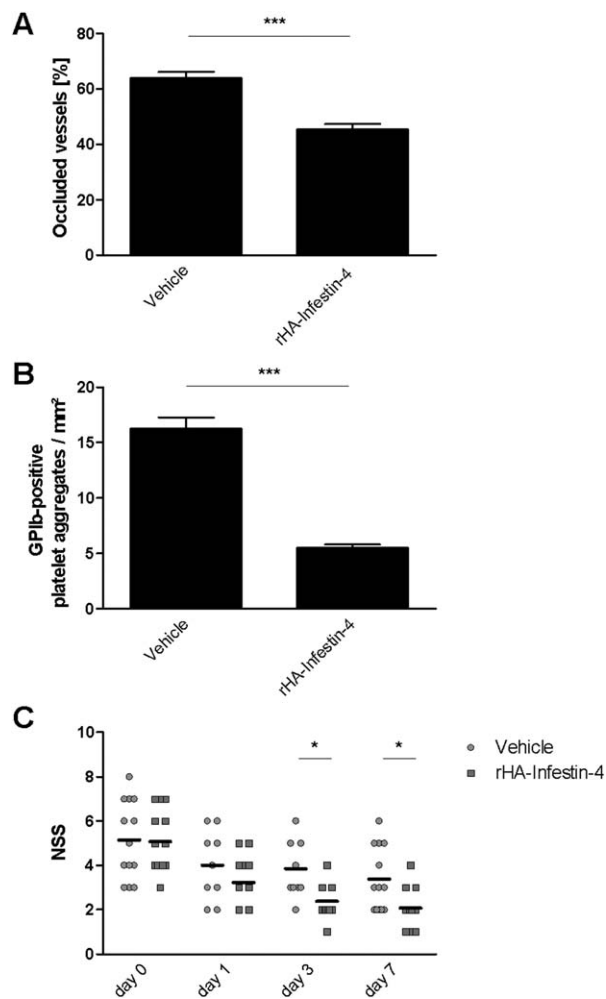 A
***
Occluded vessels [%]
80
60
40
20
0
Vehicle
rHA-Infestin-4
B
***
GPIb-positive
platelet aggregates / mm²
20
15
10
5
0
Vehicle
rHA-Infestin-4
C
NSS
10
8
6
4
2
0
*
*
Vehicle
rHA-Infestin-4
day 0
day 1
day 3
day 7